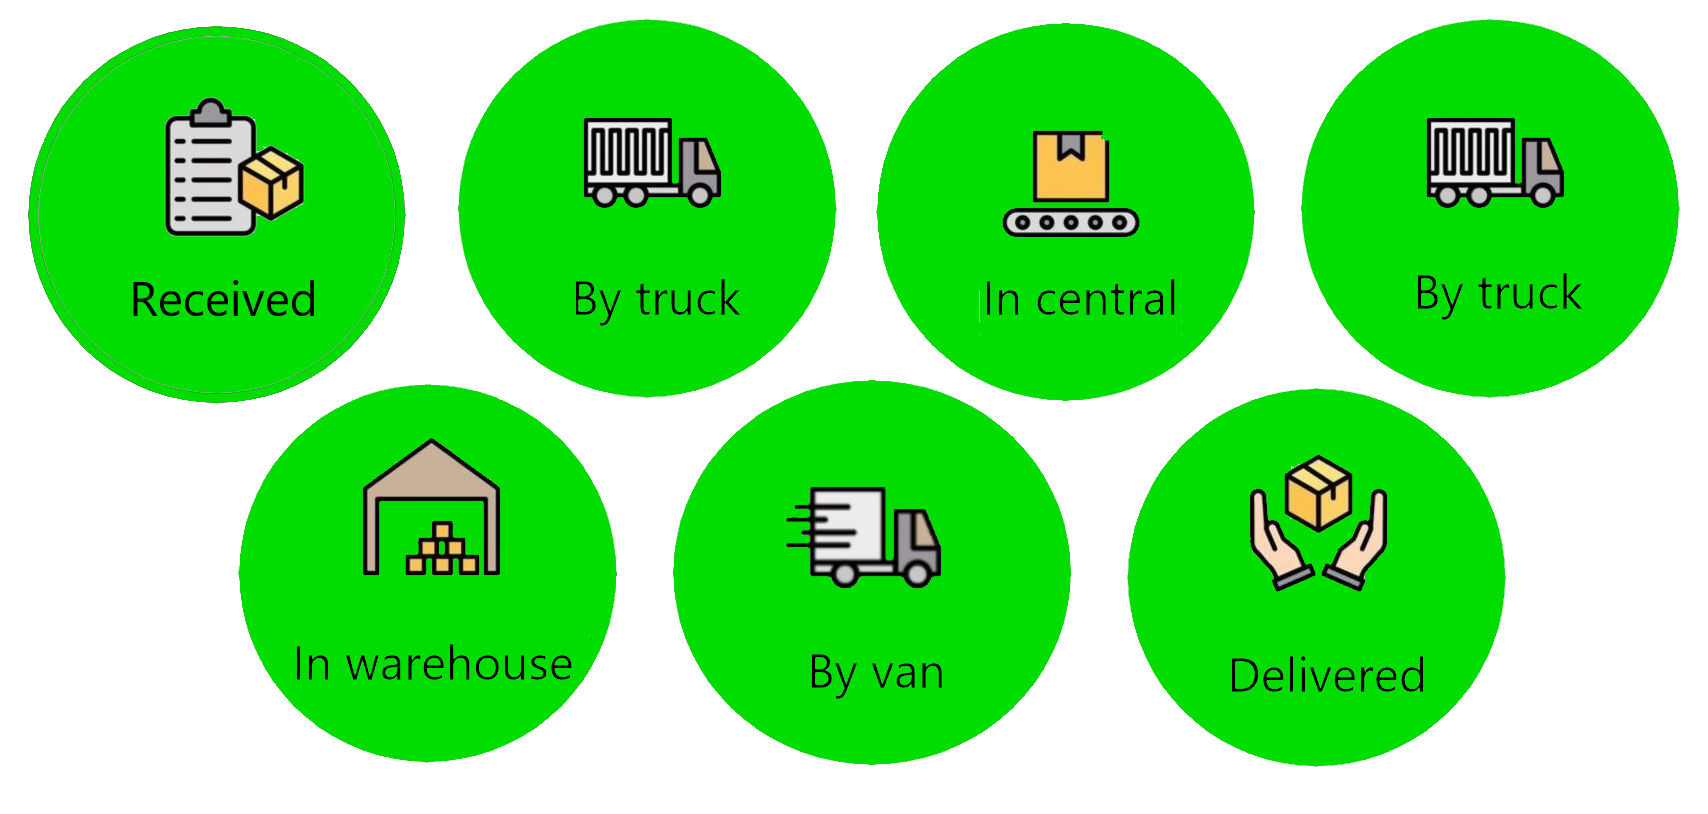 Received
By truck
In central
By truck
In warehouse
By van
Delivered